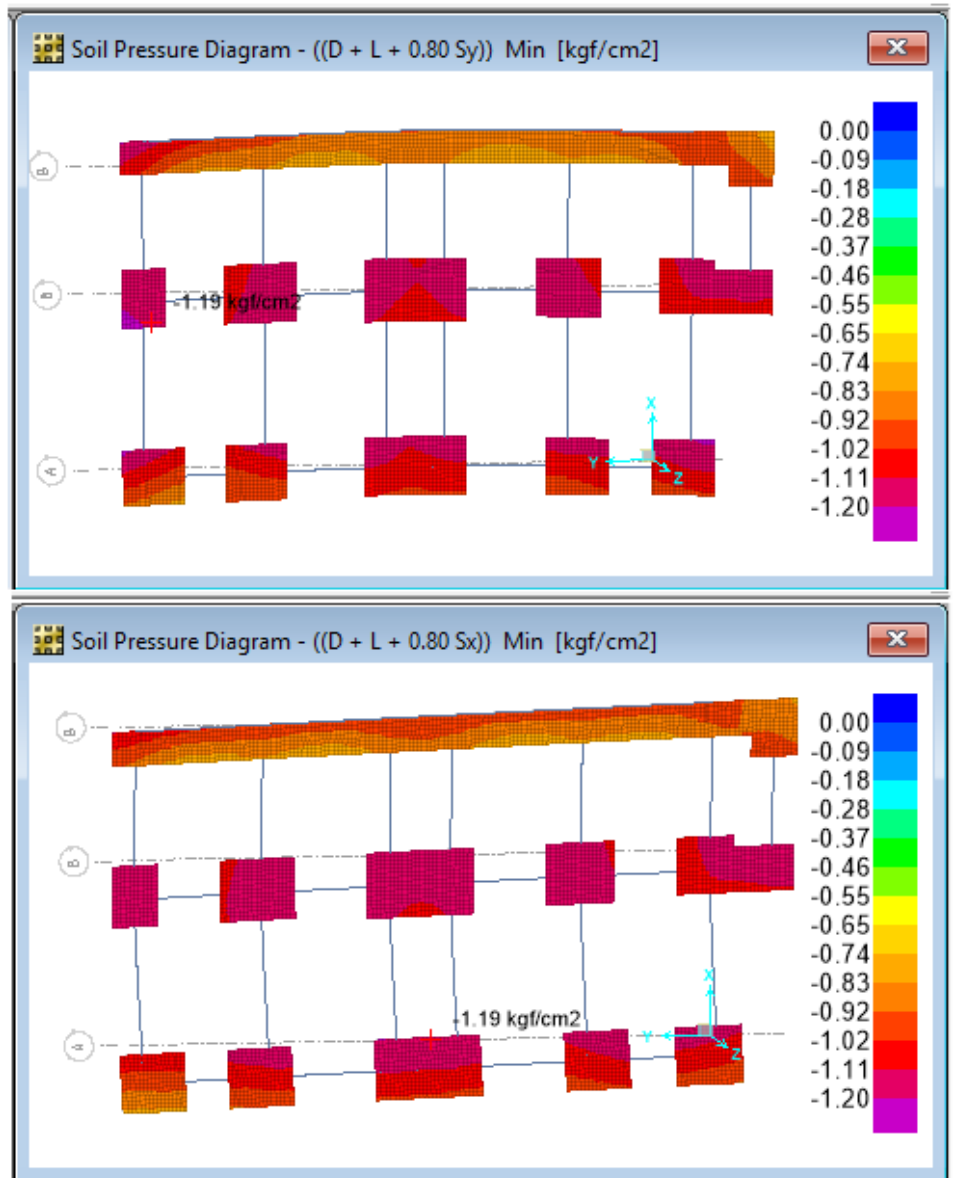 Soil Pressure Diagram - ((D + L + 0.80 Sy)) Min [kgf/cm2]
0.00
-0.09
-0.18
-0.28
-0.37
-0.46
-0.55
-0.65
-0.74
-0.83
-0.92
-1.02
-1.11
-1.20
B
B
-1.19 kgf/cm2
A
X
Y
Z
Soil Pressure Diagram - ((D + L + 0.80 Sx)) Min [kgf/cm2]
0.00
-0.09
-0.18
-0.28
-0.37
-0.46
-0.55
-0.65
-0.74
-0.83
-0.92
-1.02
-1.11
-1.20
B
B
-1.19 kgf/cm2
A
X
Y
Z